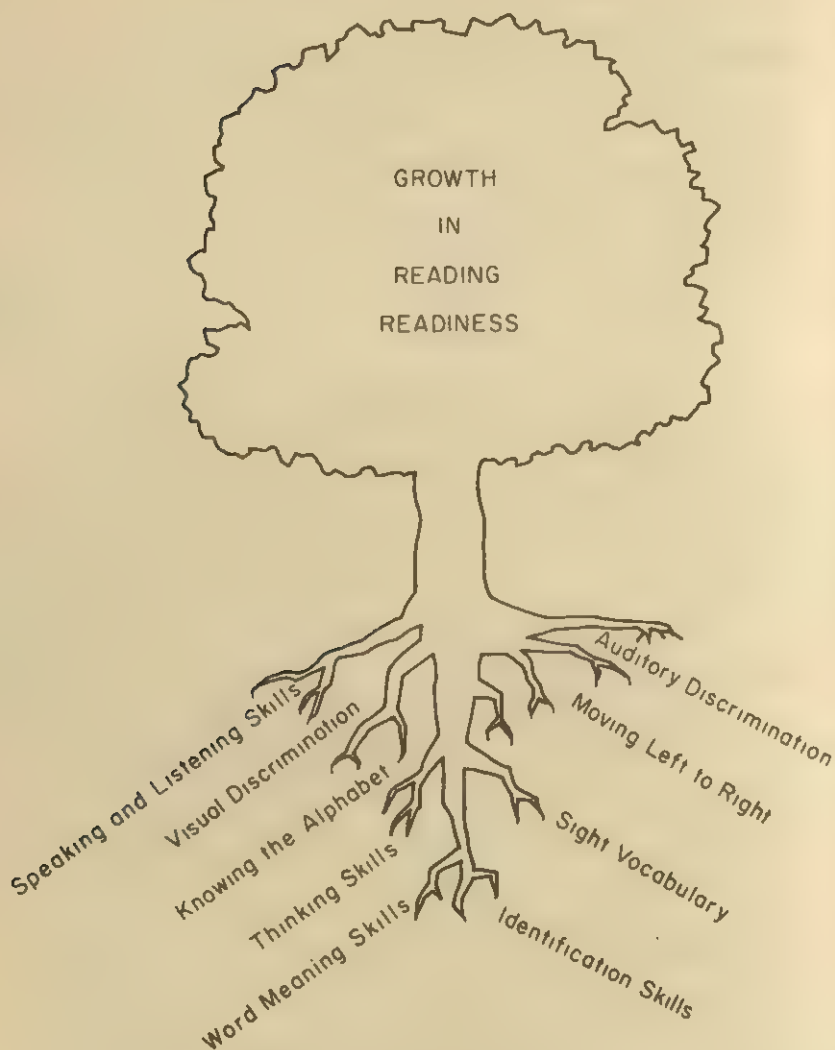 GROWTH
IN
READING
READINESS
Speaking and Listening Skills
Visual Discrimination
Knowing the Alphabet
Thinking Skills
Word Meaning Skills
Auditory Discrimination
Moving Left to Right
Sight Vocabulary
Identification Skills